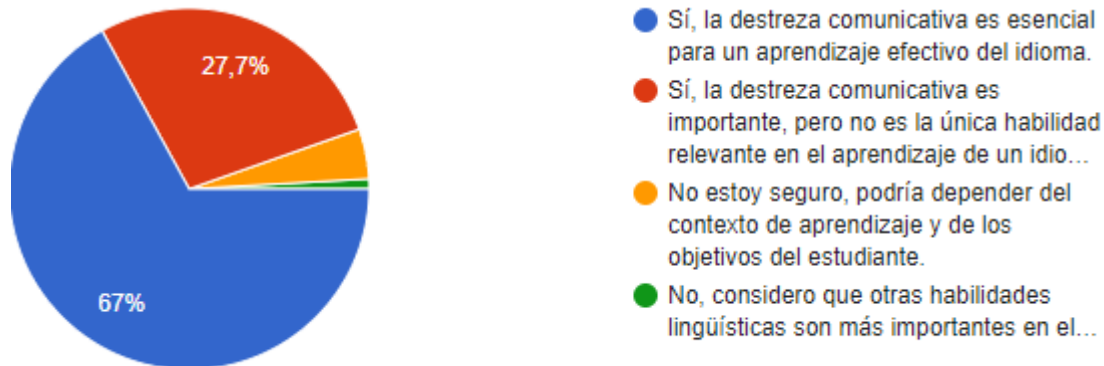 27,7%
67%
Sí, la destreza comunicativa es esencial
para un aprendizaje efectivo del idioma.
Sí, la destreza comunicativa es
importante, pero no es la única habilidad
relevante en el aprendizaje de un idio...
No estoy seguro, podría depender del
contexto de aprendizaje y de los
objetivos del estudiante.
No, considero que otras habilidades
lingüísticas son más importantes en el...